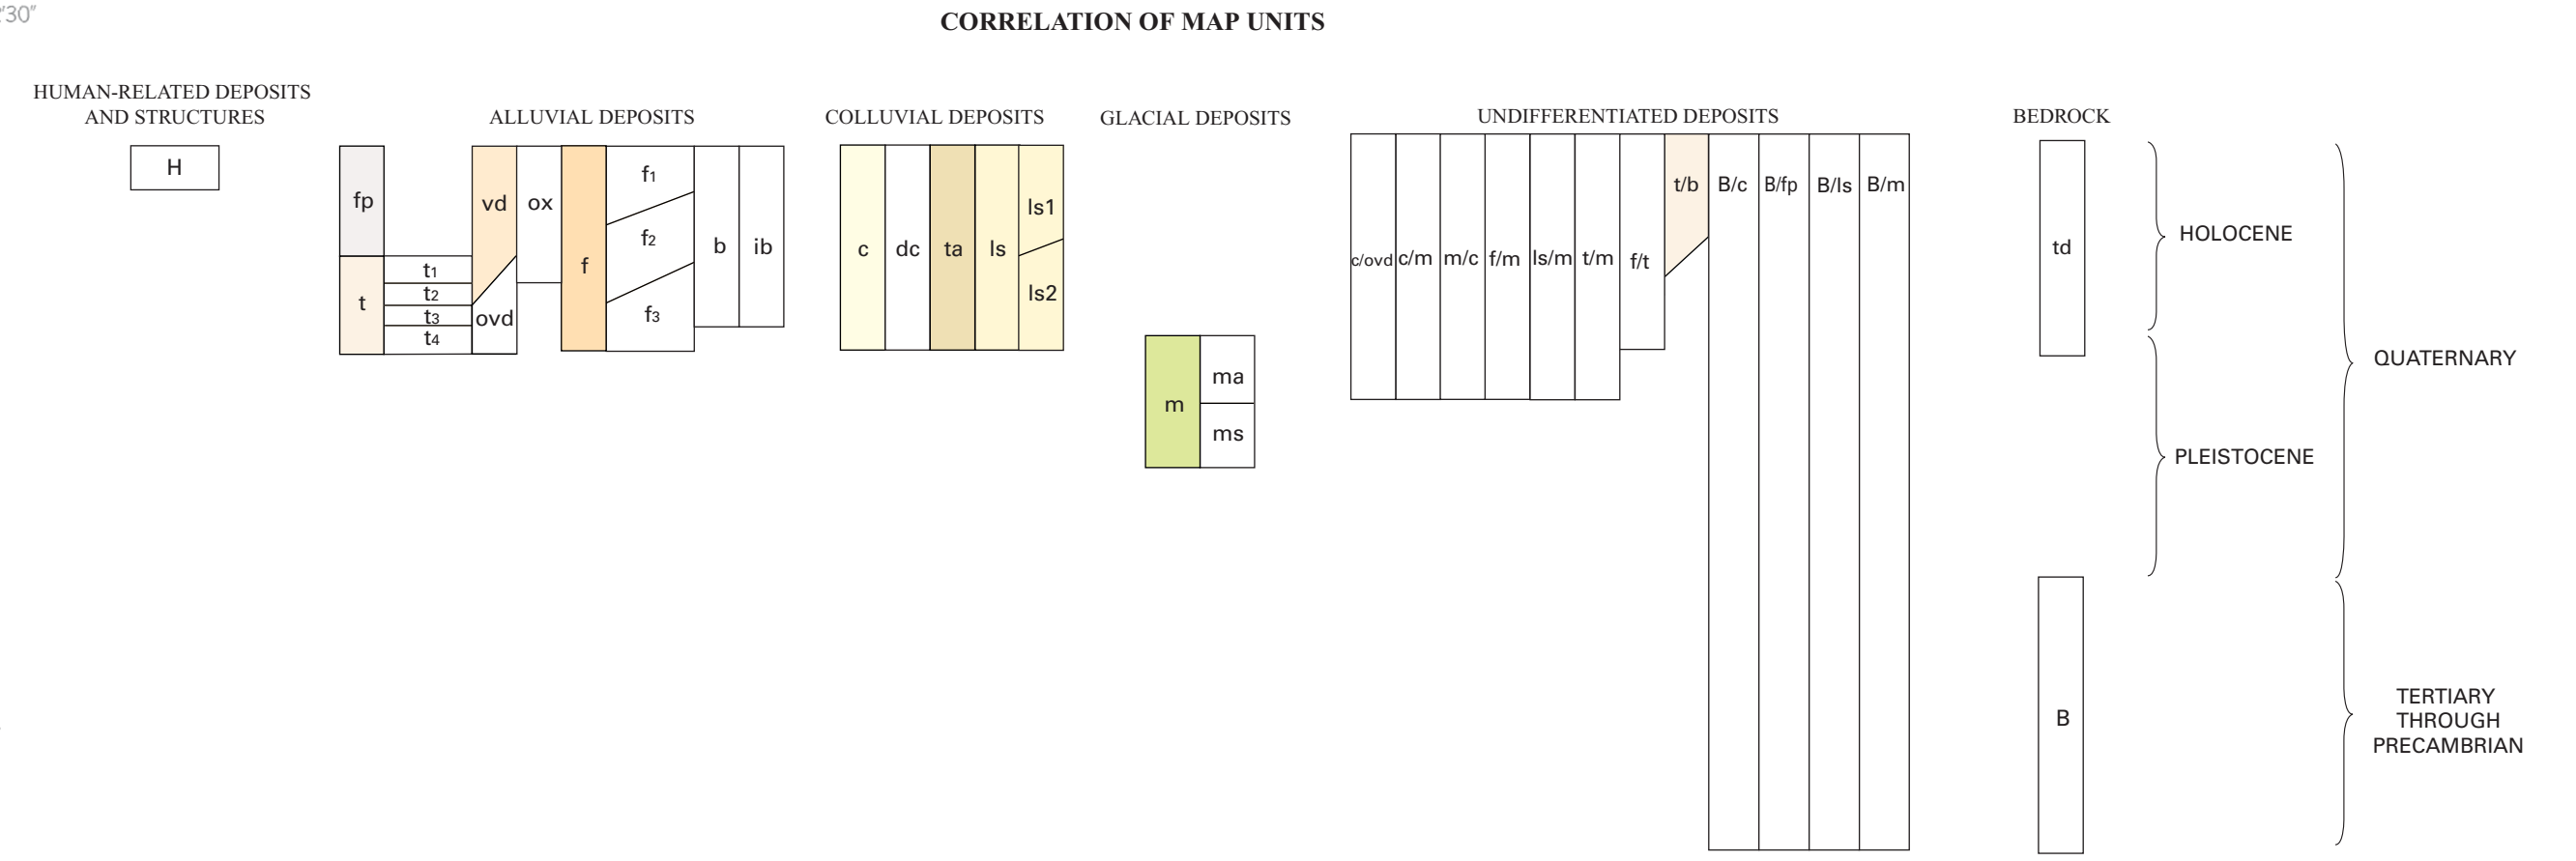 '30"
CORRELATION OF MAP UNITS
HUMAN-RELATED DEPOSITS
AND STRUCTURES
ALLUVIAL DEPOSITS
COLLUVIAL DEPOSITS
GLACIAL DEPOSITS
UNDIFFERENTIATED DEPOSITS
BEDROCK
H
fp
t
t1
t2
t3
t4
vd
ovd
ox
f
f1
f2
f3
b
ib
c
dc
ta
ls
ls1
ls2
m
ma
ms
c/ovd
c/m
m/c
f/m
ls/m
t/m
f/t
t/b
B/c
B/fp
B/ls
B/m
td
B
HOLOCENE
PLEISTOCENE
QUATERNARY
TERTIARY
THROUGH
PRECAMBRIAN